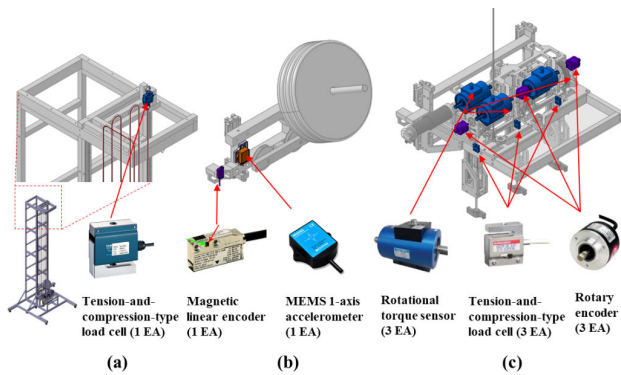 Tension-and-
compression-type
load cell (1 EA)
Magnetic
linear encoder
(1 EA)
MEMS 1-axis
accelerometer
(1 EA)
Rotational
torque sensor
(3 EA)
Tension-and-
compression-type
load cell (3 EA)
Rotary
encoder
(3 EA)
(a)
(b)
(c)